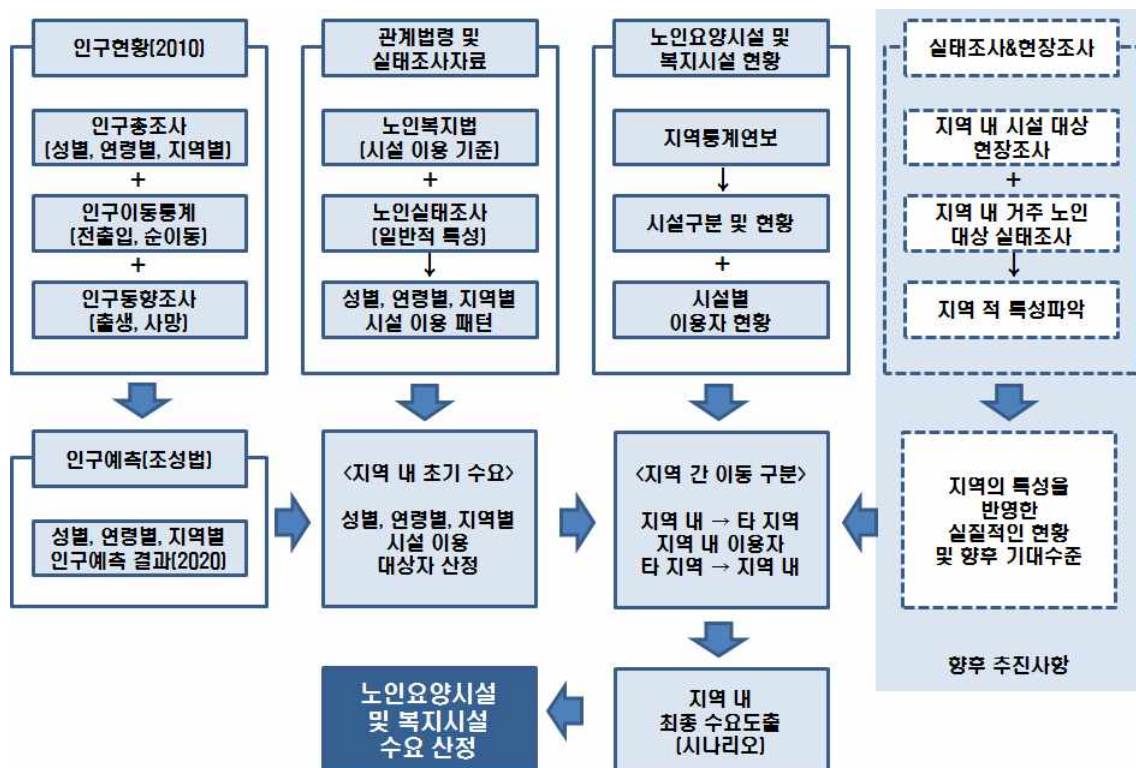 인구현황(2010)
인구총조사
(성별, 연령별, 지역별)
+
인구이동통계
(전출입, 순이동)
+
인구동향조사
(출생, 사망)
관계법령 및
실태조사자료
노인복지법
(시설 이용 기준)
+
노인실태조사
(일반적 특성)
↓
성별, 연령별, 지역별
시설 이용 패턴
노인요양시설 및
복지시설 현황
지역통계연보
↓
시설구분 및 현황
+
시설별
이용자 현황
실태조사&현장조사
지역 내 시설 대상
현장조사
+
지역 내 거주 노인
대상 실태조사
↓
지역 적 특성파악
인구예측(조성법)
성별, 연령별, 지역별
인구예측 결과(2020)
<지역 내 초기 수요>
성별, 연령별, 지역별
시설 이용
대상자 산정
<지역 간 이동 구분>
지역 내 → 타 지역
지역 내 이용자
타 지역 → 지역 내
지역의 특성을
반영한
실질적인 현황
및 향후 기대수준
향후 추진사항
노인요양시설
및 복지시설
수요 산정
지역 내
최종 수요도출
(시나리오)